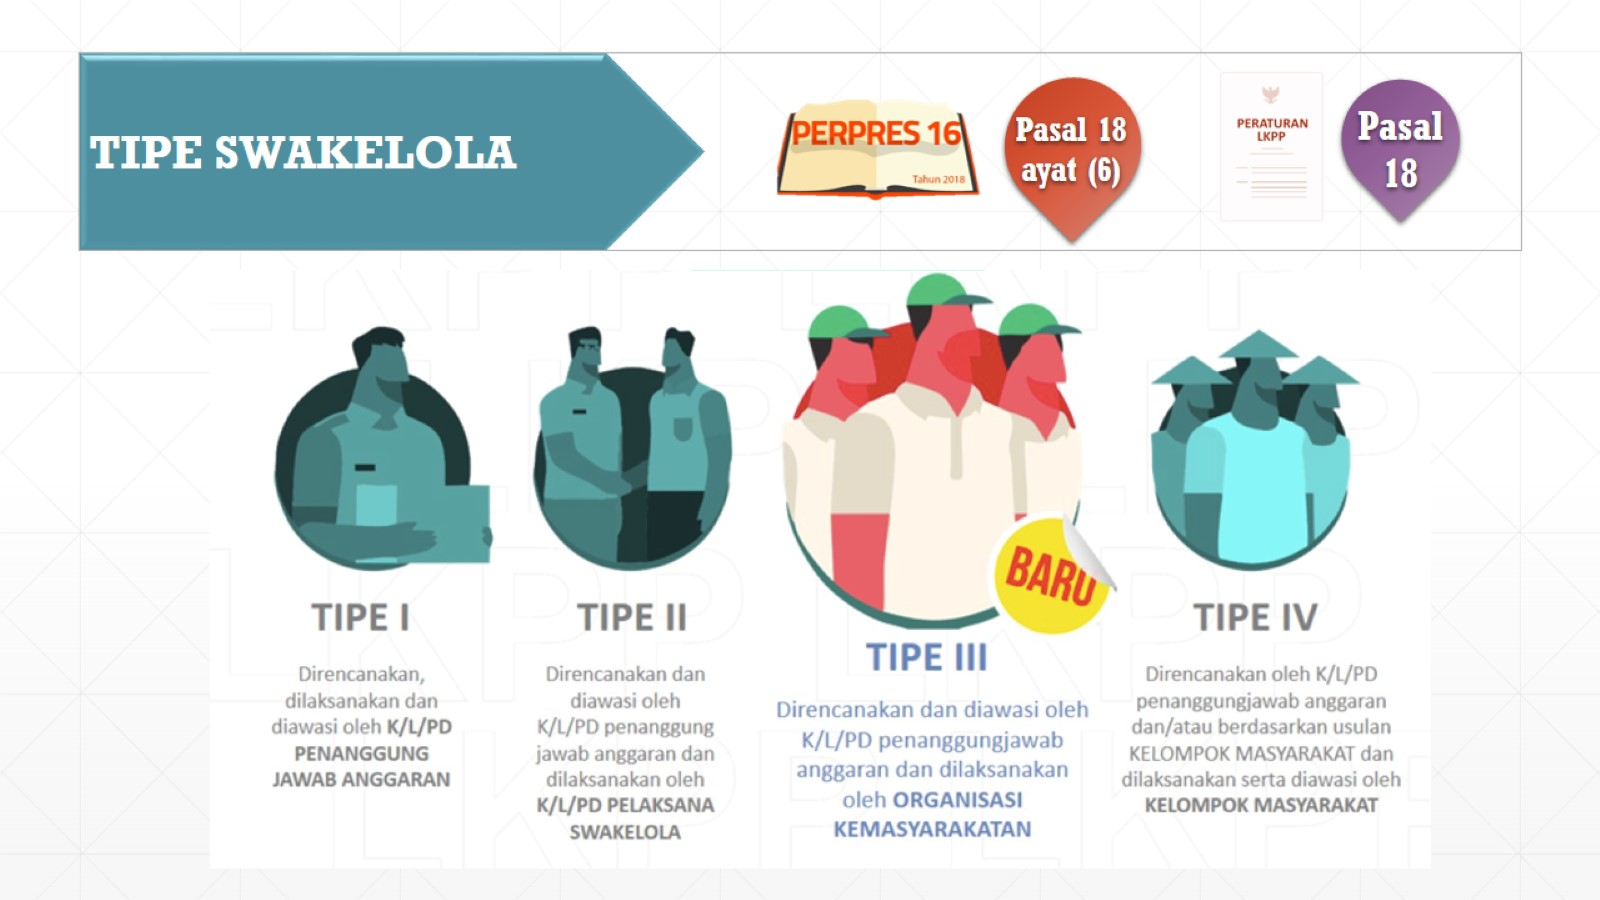 TIPE SWAKELOLA
PERPRES 16
Tahun 2018
Pasal 18
ayat (6)
PERATURAN
LKPP
Pasal
18
BARU
TIPE I
Direncanakan,
dilaksanakan dan
diawasi oleh K/L/PD
PENANGGUNG
JAWAB ANGGARAN
TIPE II
Direncanakan dan
diawasi oleh
K/L/PD penanggung
jawab anggaran dan
dilaksanakan oleh
K/L/PD PELAKSANA
SWAKELOLA
TIPE III
Direncanakan dan diawasi oleh
K/L/PD penanggungjawab
anggaran dan dilaksanakan
oleh ORGANISASI
KEMASYARAKATAN
TIPE IV
Direncanakan oleh K/L/PD
penanggungjawab anggaran
dan/atau berdasarkan usulan
KELOMPOK MASYARAKAT dan
dilaksanakan serta diawasi oleh
KELOMPOK MASYARAKAT